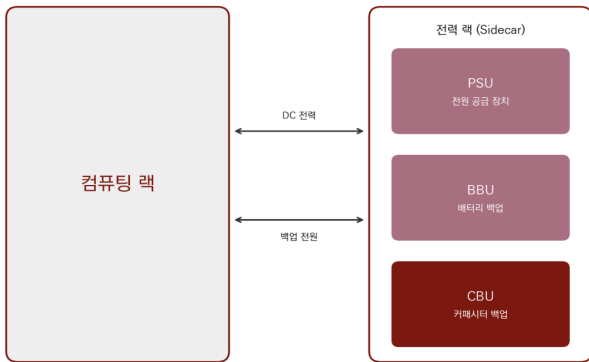 컴퓨팅 랙
DC 전력
백업 전원
전력 랙 (Sidecar)
PSU
전원 공급 장치
BBU
배터리 백업
CBU
커패시터 백업